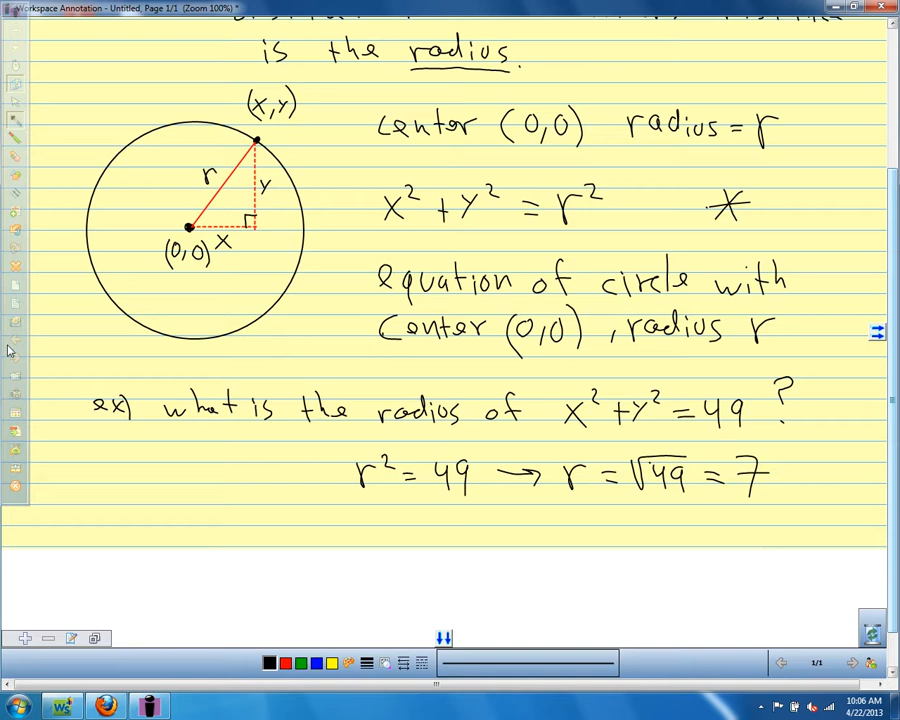 Workspace Annotation - Untitled, Page 1/1 (Zoom 100%) *
is the radius.
(x,y)
center (0,0) radius = r
r
y
x² + y² = r² *
(0,0)
x
equation of circle with
center (0,0), radius r
ex) what is the radius of x² + y² = 49 ?
r² = 49 → r = √49 = 7
1/1
10:06 AM
4/22/2013